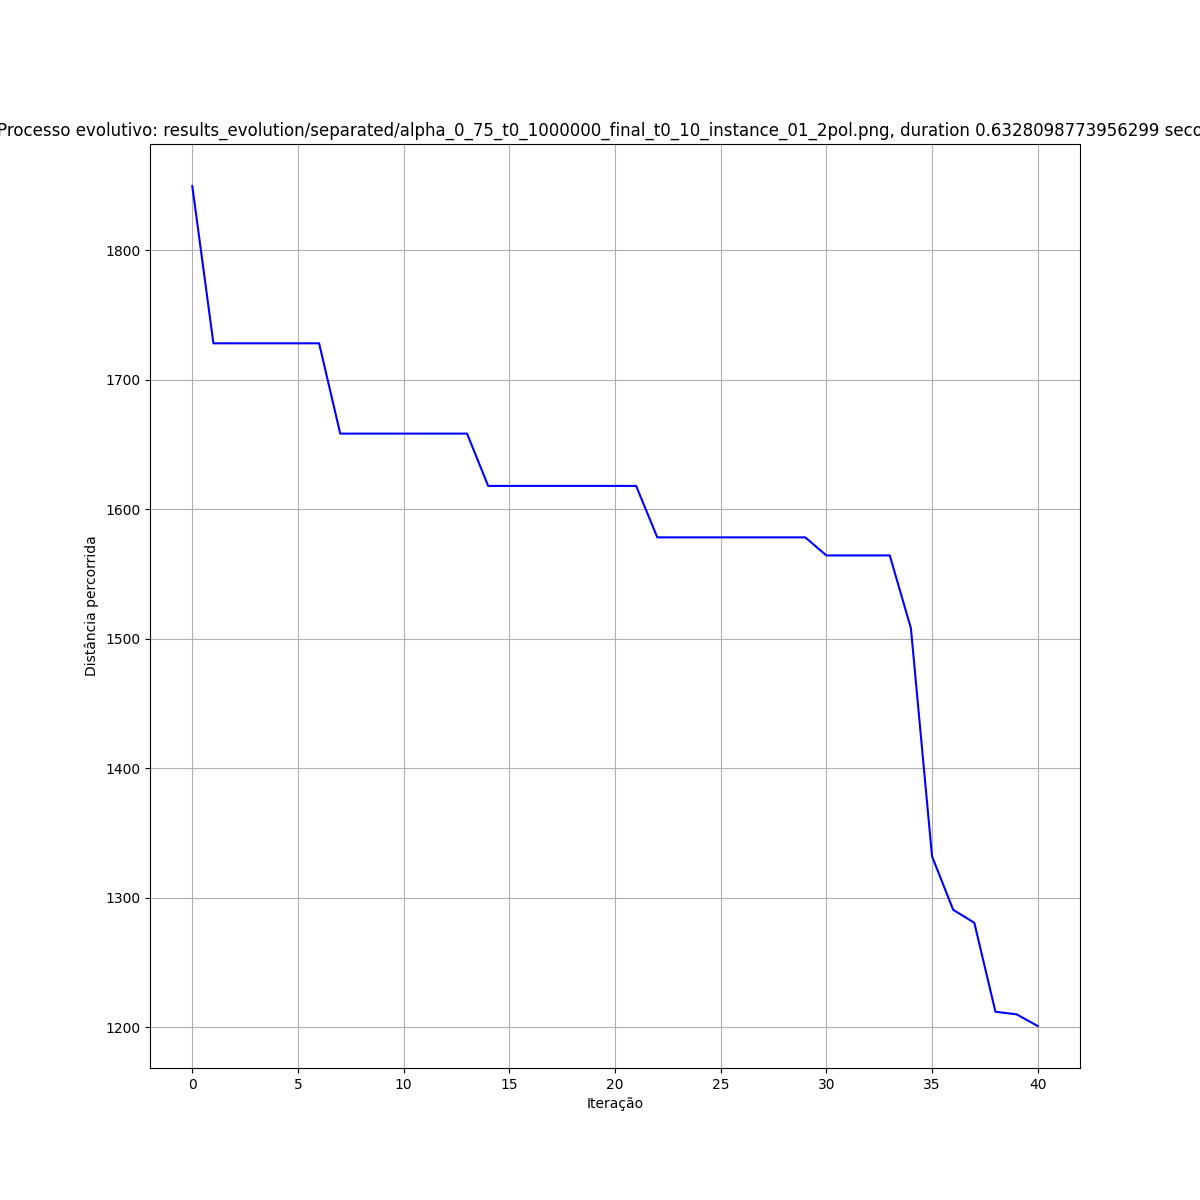 Processo evolutivo: results_evolution/separated/alpha_0_75_t0_1000000_final_t0_10_instance_01_2pol.png, duration 0.6328098773956299 seco
1800
1700
1600
1500
1400
1300
1200
Distância percorrida
0 5 10 15 20 25 30 35 40
Iteração